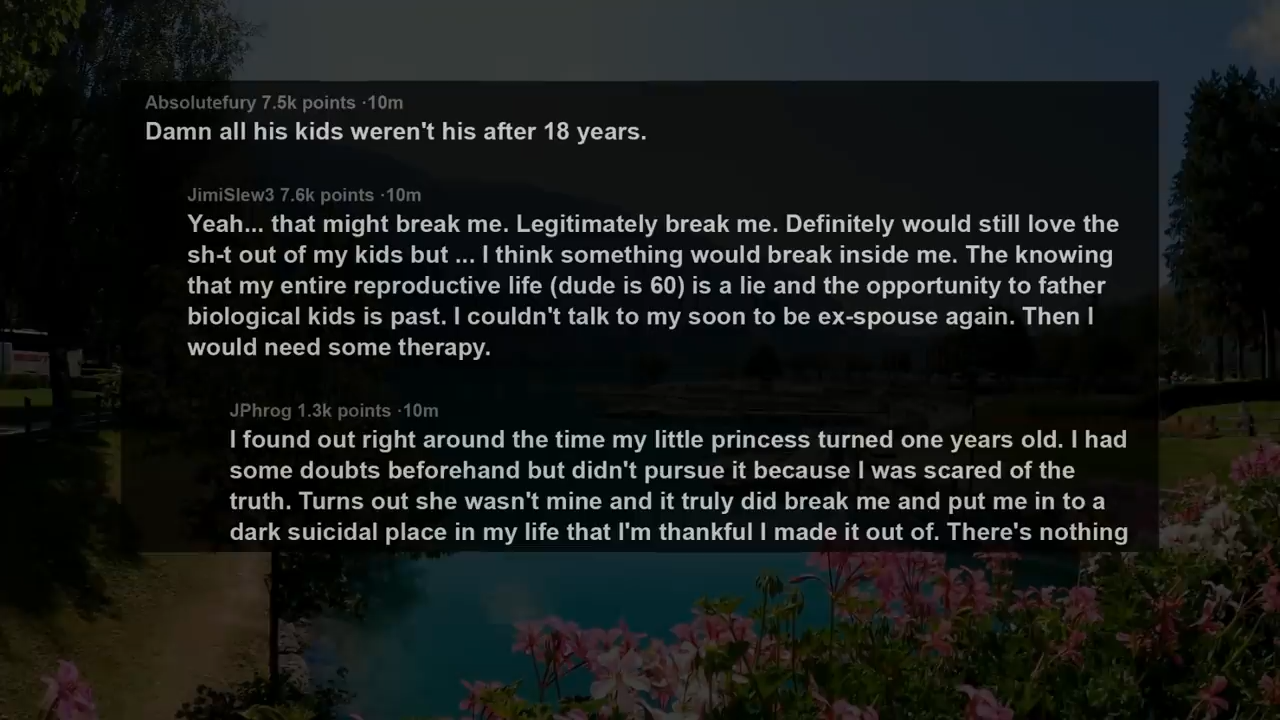 Absolutefury 7.5k points ·10m
Damn all his kids weren't his after 18 years.
JimiSlew3 7.6k points ·10m
Yeah... that might break me. Legitimately break me. Definitely would still love the
sh-t out of my kids but ... I think something would break inside me. The knowing
that my entire reproductive life (dude is 60) is a lie and the opportunity to father
biological kids is past. I couldn't talk to my soon to be ex-spouse again. Then I
would need some therapy.
JPhrog 1.3k points ·10m
I found out right around the time my little princess turned one years old. I had
some doubts beforehand but didn't pursue it because I was scared of the
truth. Turns out she wasn't mine and it truly did break me and put me in to a
dark suicidal place in my life that I'm thankful I made it out of. There's nothing